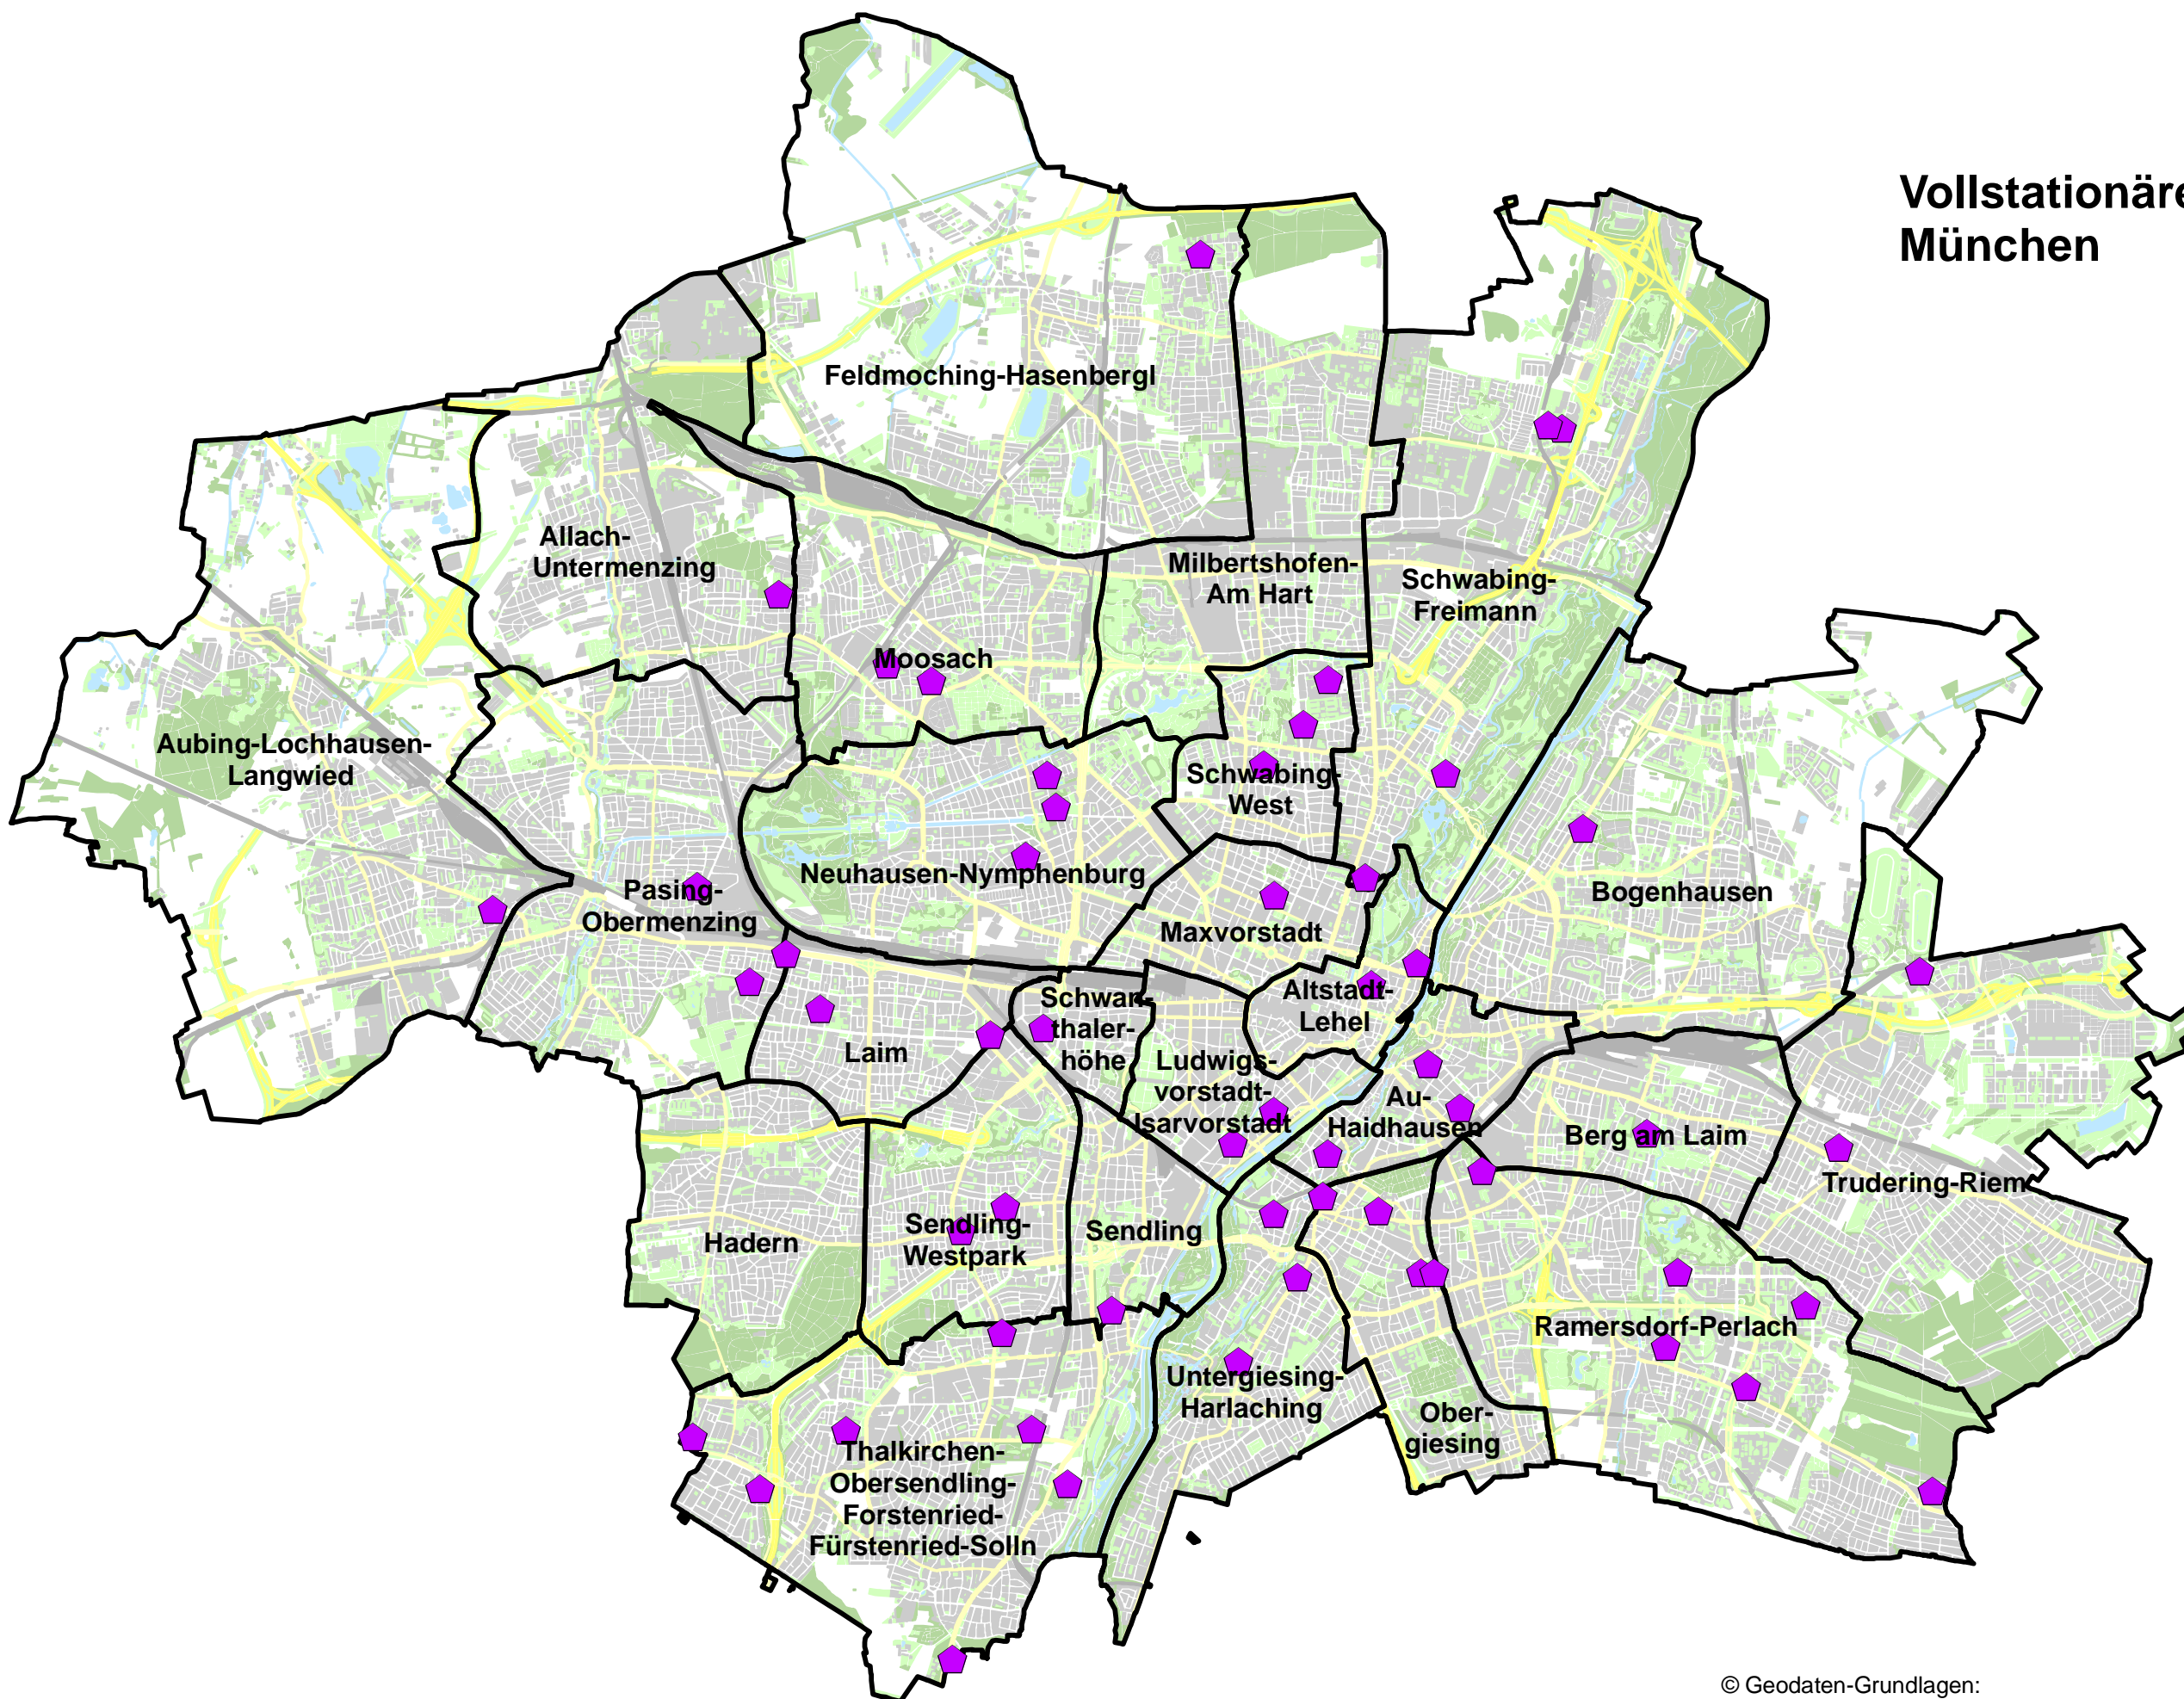 Vollstationäre
München
Feldmoching-Hasenbergl
Allach-
Untermenzing
Milbertshofen-
Am Hart
Schwabing-
Freimann
Moosach
Aubing-Lochhausen-
Langwied
Schwabing-
West
Neuhausen-Nymphenburg
Pasing-
Obermenzing
Bogenhausen
Maxvorstadt
Altstadt-
Lehel
Schwan-
thaler-
höhe
Laim
Ludwigs-
vorstadt-
Isarvorstadt
Au-
Haidhausen
Berg am Laim
Trudering-Riem
Hadern
Sendling-
Westpark
Sendling
Ramersdorf-Perlach
Untergiesing-
Harlaching
Ober-
giesing
Thalkirchen-
Obersendling-
Forstenried-
Fürstenried-Solln
© Geodaten-Grundlagen: